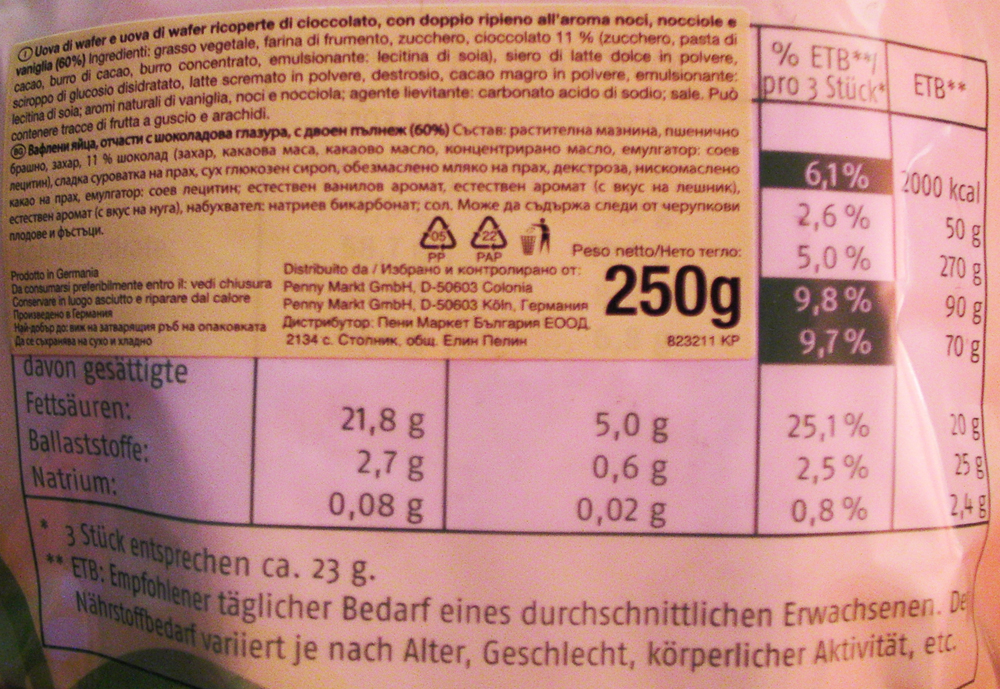 I Uova di wafer e uova di wafer ricoperte di cioccolato, con doppio ripieno all'aroma noci, nocciole e
vaniglia (60%) Ingredienti: grasso vegetale, farina di frumento, zucchero, cioccolato 11 % (zucchero, pasta di
cacao, burro di cacao, burro concentrato, emulsionante: lecitina di soia), siero di latte dolce in polvere,
sciroppo di glucosio disidratato, latte scremato in polvere, destrosio, cacao magro in polvere, emulsionante:
lecitina di soia; aromi naturali di vaniglia, noci e nocciola; agente lievitante: carbonato acido di sodio; sale. Può
contenere tracce di frutta a guscio e arachidi.
BG Вафлени яйца, отчасти с шоколадова глазура, с двоен пълнеж (60%) Състав: растителна мазнина, пшенично
брашно, захар, 11 % шоколад (захар, какаова маса, какаово масло, концентрирано масло, емулгатор: соев
лецитин), сладка суроватка на прах, сух глюкозен сироп, обезмаслено мляко на прах, декстроза, нискомаслено
какао на прах, емулгатор: соев лецитин; естествен ванилов аромат, естествен аромат (с вкус на лешник),
естествен аромат (с вкус на нуга), набухвател: натриев бикарбонат; сол. Може да съдържа следи от черупкови
плодове и фъстъци.
05 22
PP PAP
Peso netto/Нето тегло:
250g
Prodotto in Germania
Da consumarsi preferibilmente entro il: vedi chiusura
Conservare in luogo asciutto e riparare dal calore
Произведено в Германия
Най-добър до: виж на затварящия ръб на опаковката
Да се съхранява на сухо и хладно
Distribuito da / Избрано и контролирано от:
Penny Markt GmbH, D-50603 Colonia
Penny Markt GmbH, D-50603 Köln, Германия
Дистрибутор: Пени Маркет България ЕООД
2134 с. Столник, общ. Елин Пелин
823211 KP
% ETB**/
pro 3 Stück* ETB**
6,1 % 2000 kcal
2,6 % 50 g
5,0 % 270 g
9,8 % 90 g
9,7 % 70 g
davon gesättigte
Fettsäuren: 21,8 g 5,0 g 25,1 % 20 g
Ballaststoffe: 2,7 g 0,6 g 2,5 % 25 g
Natrium: 0,08 g 0,02 g 0,8 % 2,4 g
* 3 Stück entsprechen ca. 23 g.
** ETB: Empfohlener täglicher Bedarf eines durchschnittlichen Erwachsenen. Der
Nährstoffbedarf variiert je nach Alter, Geschlecht, körperlicher Aktivität, etc.